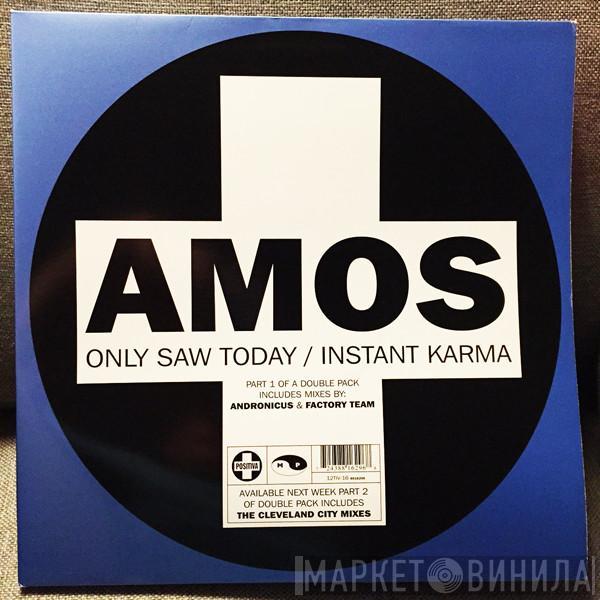 AMOS
ONLY SAW TODAY / INSTANT KARMA
PART 1 OF A DOUBLE PACK
INCLUDES MIXES BY:
ANDRONICUS & FACTORY TEAM
POSITIVA
M P
724388162968
12TIV-16
AVAILABLE NEXT WEEK PART 2
OF DOUBLE PACK INCLUDES
THE CLEVELAND CITY MIXES
МАРКЕТ ВИНИЛА